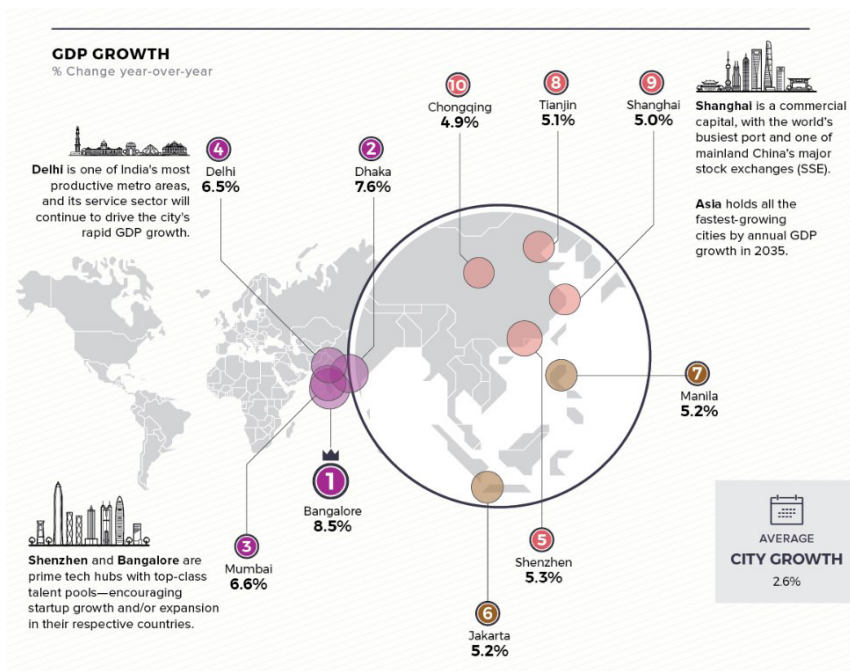 GDP GROWTH
% Change year-over-year
10
Chongqing
4.9%
8
Tianjin
5.1%
9
Shanghai
5.0%
Shanghai is a commercial
capital, with the world's
busiest port and one of
mainland China's major
stock exchanges (SSE).
Asia holds all the
fastest-growing
cities by annual GDP
growth in 2035.
4
Delhi
6.5%
2
Dhaka
7.6%
Delhi is one of India's most
productive metro areas,
and its service sector will
continue to drive the city's
rapid GDP growth.
7
Manila
5.2%
1
Bangalore
8.5%
3
Mumbai
6.6%
5
Shenzhen
5.3%
6
Jakarta
5.2%
Shenzhen and Bangalore are
prime tech hubs with top-class
talent pools—encouraging
startup growth and/or expansion
in their respective countries.
AVERAGE
CITY GROWTH
2.6%